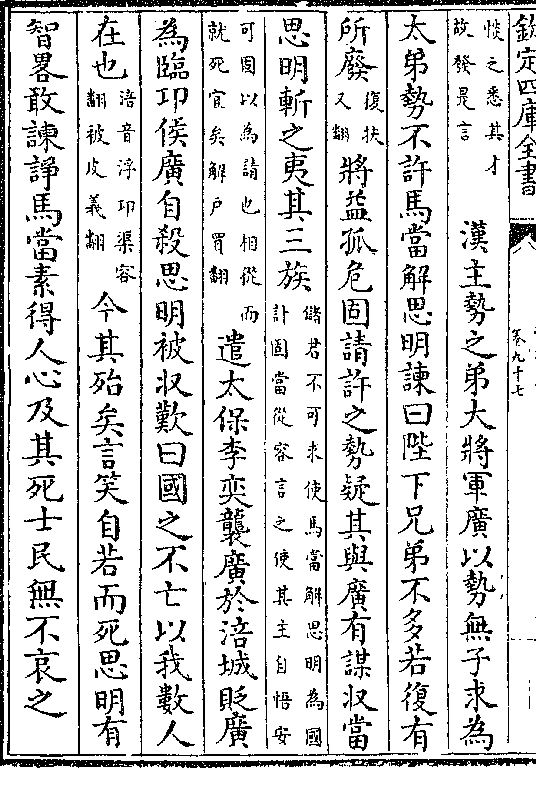 欽定四庫全書
卷九十七
惔之悉其才
故發是言
漢主勢之弟大將軍廣以勢無子求為
太弟勢不許馬當解思明諫曰陛下兄弟不多若復有
所廢
復扶
又翻
將益孤危固請許之勢疑其與廣有謀収當
思明斬之夷其三族
儲君不可求使馬當解思明為國
計固當從容言之使其主自悟安
可固以為請也相從而
就死宜矣解户買翻
遣太保李奕襲廣於涪城貶廣
為臨邛侯廣自殺思明被収歎曰國之不亡以我數人
在也
涪音浮邛渠容
翻被皮義翻
今其殆矣言笑自若而死思明有
智畧敢諫諍馬當素得人心及其死士民無不哀之